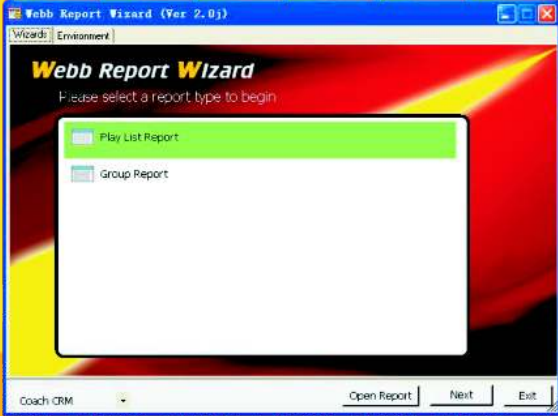 Webb Report Wizard (Ver 2.0j)
Wizards Environment
Webb Report Wizard
Please select a report type to begin
Play List Report
Group Report
Coach CRM Open Report Next Exit